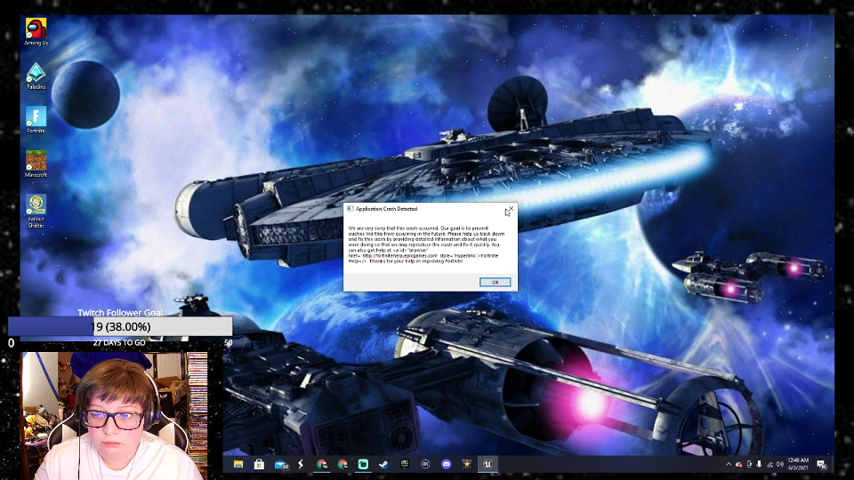 Among Us
Paladins
Fortnite
Minecraft
Fallout
Shelter
Application Crash Detected
We are very sorry that this crash occurred. Our goal is to prevent
crashes like this from occurring in the future. Please help us track down
and fix this crash by providing detailed information about what you
were doing so that we may reproduce the crash and fix it quickly. You
can also get help at <a id="browser"
href="http://fortnitehelp.epicgames.com" style="Hyperlink">Fortnite
Help</>. Thanks for your help in improving Fortnite.
OK
Twitch Follower Goal
19 (38.00%)
0
27 DAYS TO GO
50
12:46 AM
6/3/2021